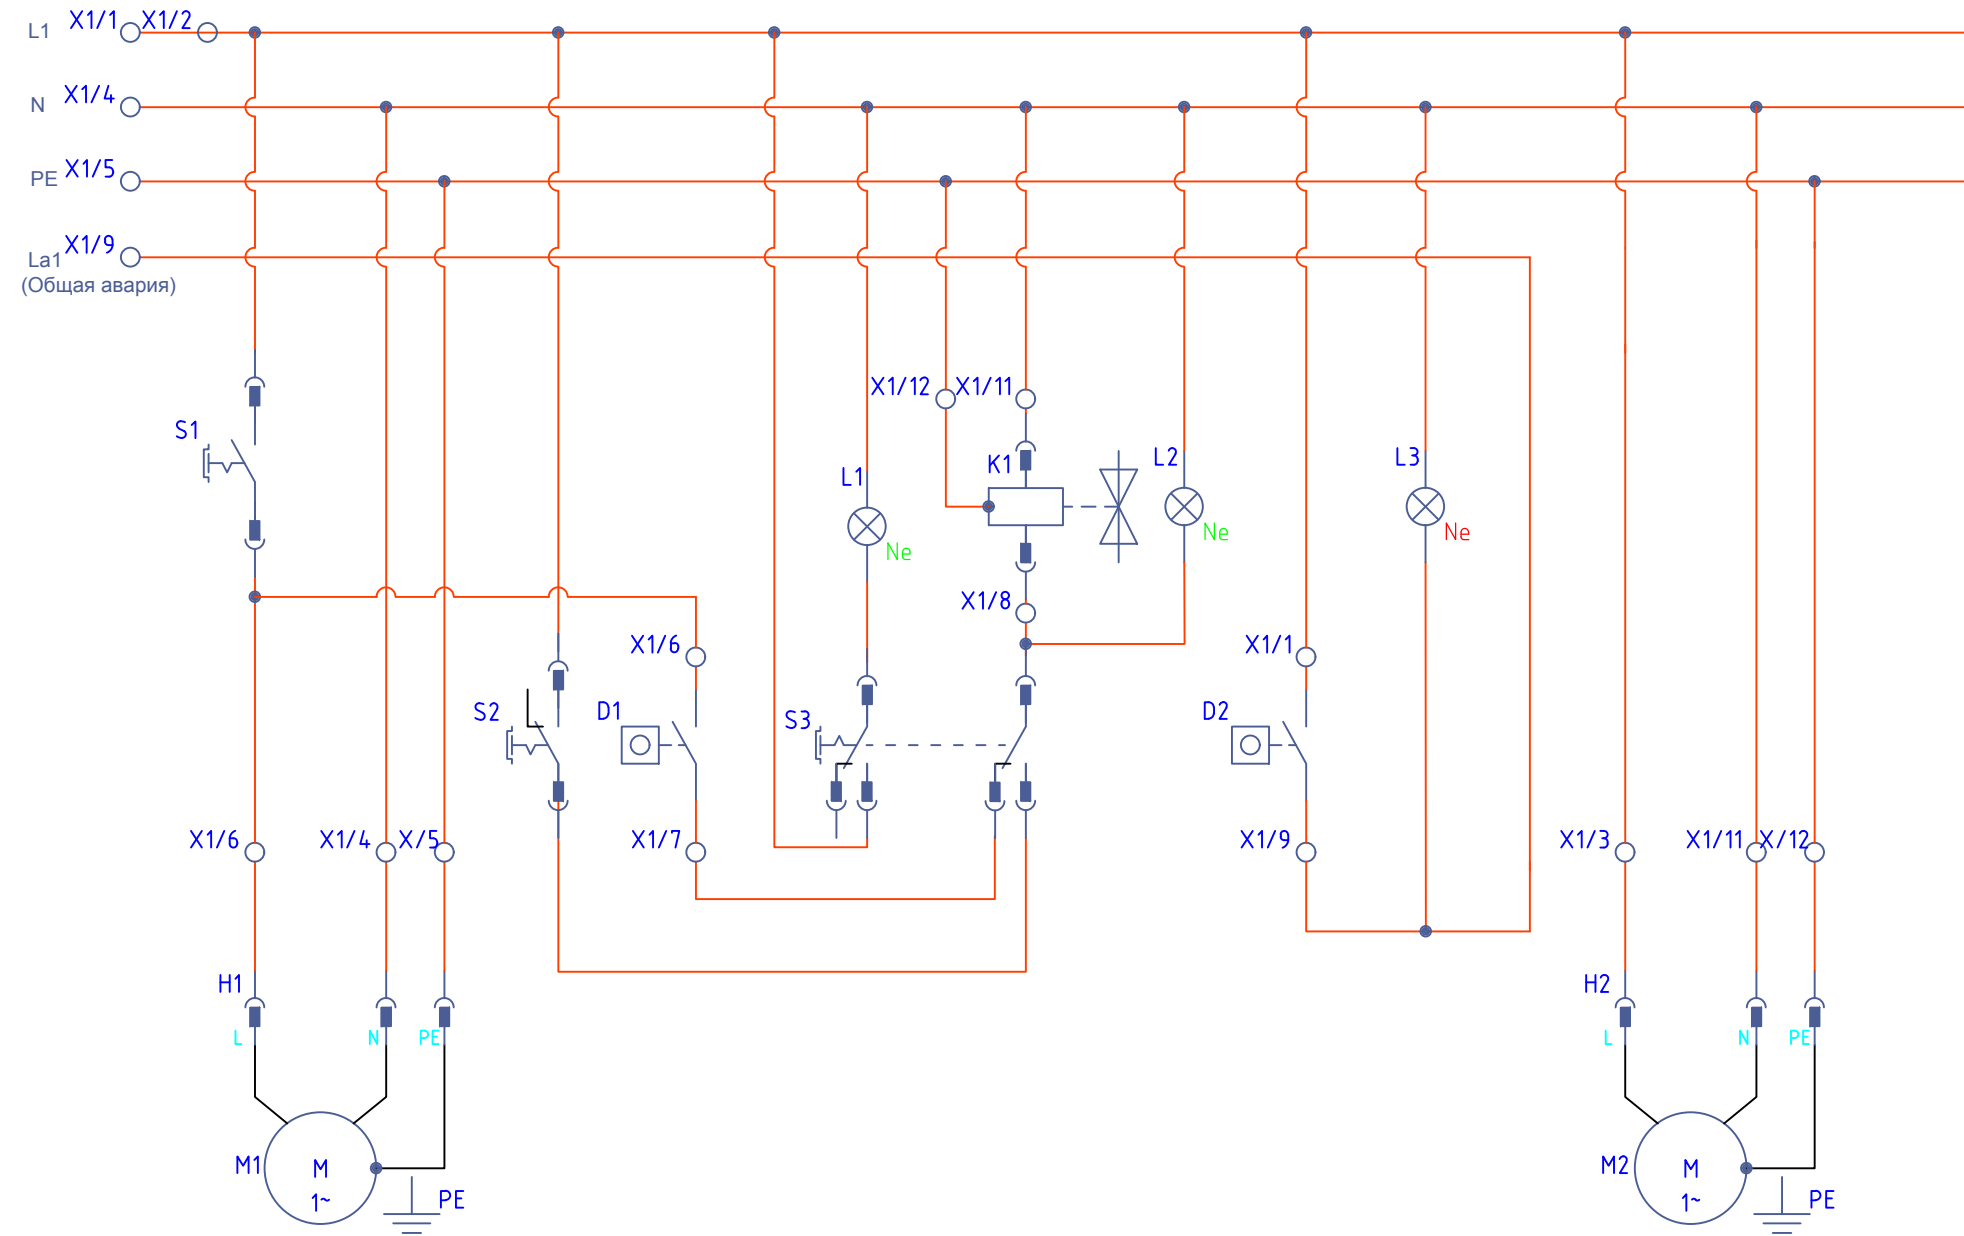 L1 X1/1 X1/2
N X1/4
PE X1/5
La1 X1/9
(Общая авария)
X1/12 X1/11
S1
L1
K1
L2
L3
Ne
Ne
Ne
X1/8
X1/6
X1/1
S2
D1
S3
D2
X1/6
X1/4
X/5
X1/7
X1/9
X1/3
X1/11
X/12
H1
H2
L
N
PE
L
N
PE
M1
M
1~
PE
M2
M
1~
PE